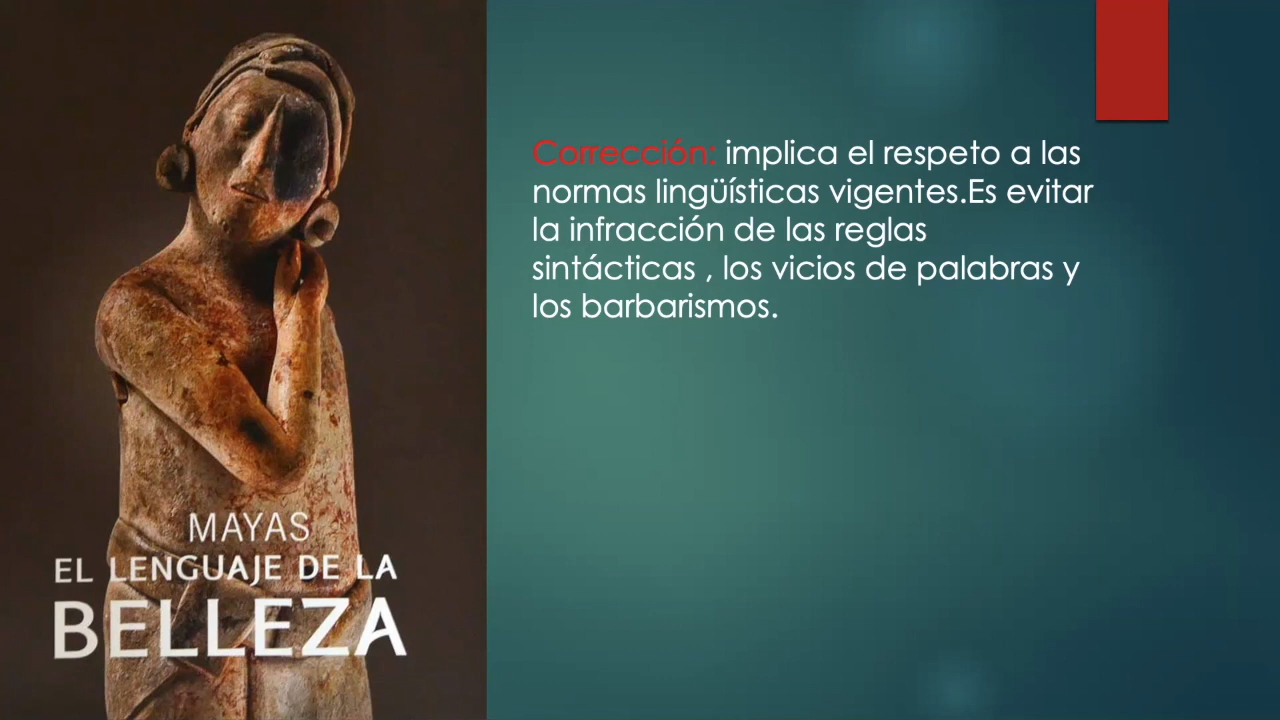 Corrección: implica el respeto a las
normas lingüísticas vigentes.Es evitar
la infracción de las reglas
sintácticas , los vicios de palabras y
los barbarismos.
MAYAS
EL LENGUAJE DE LA
BELLEZA